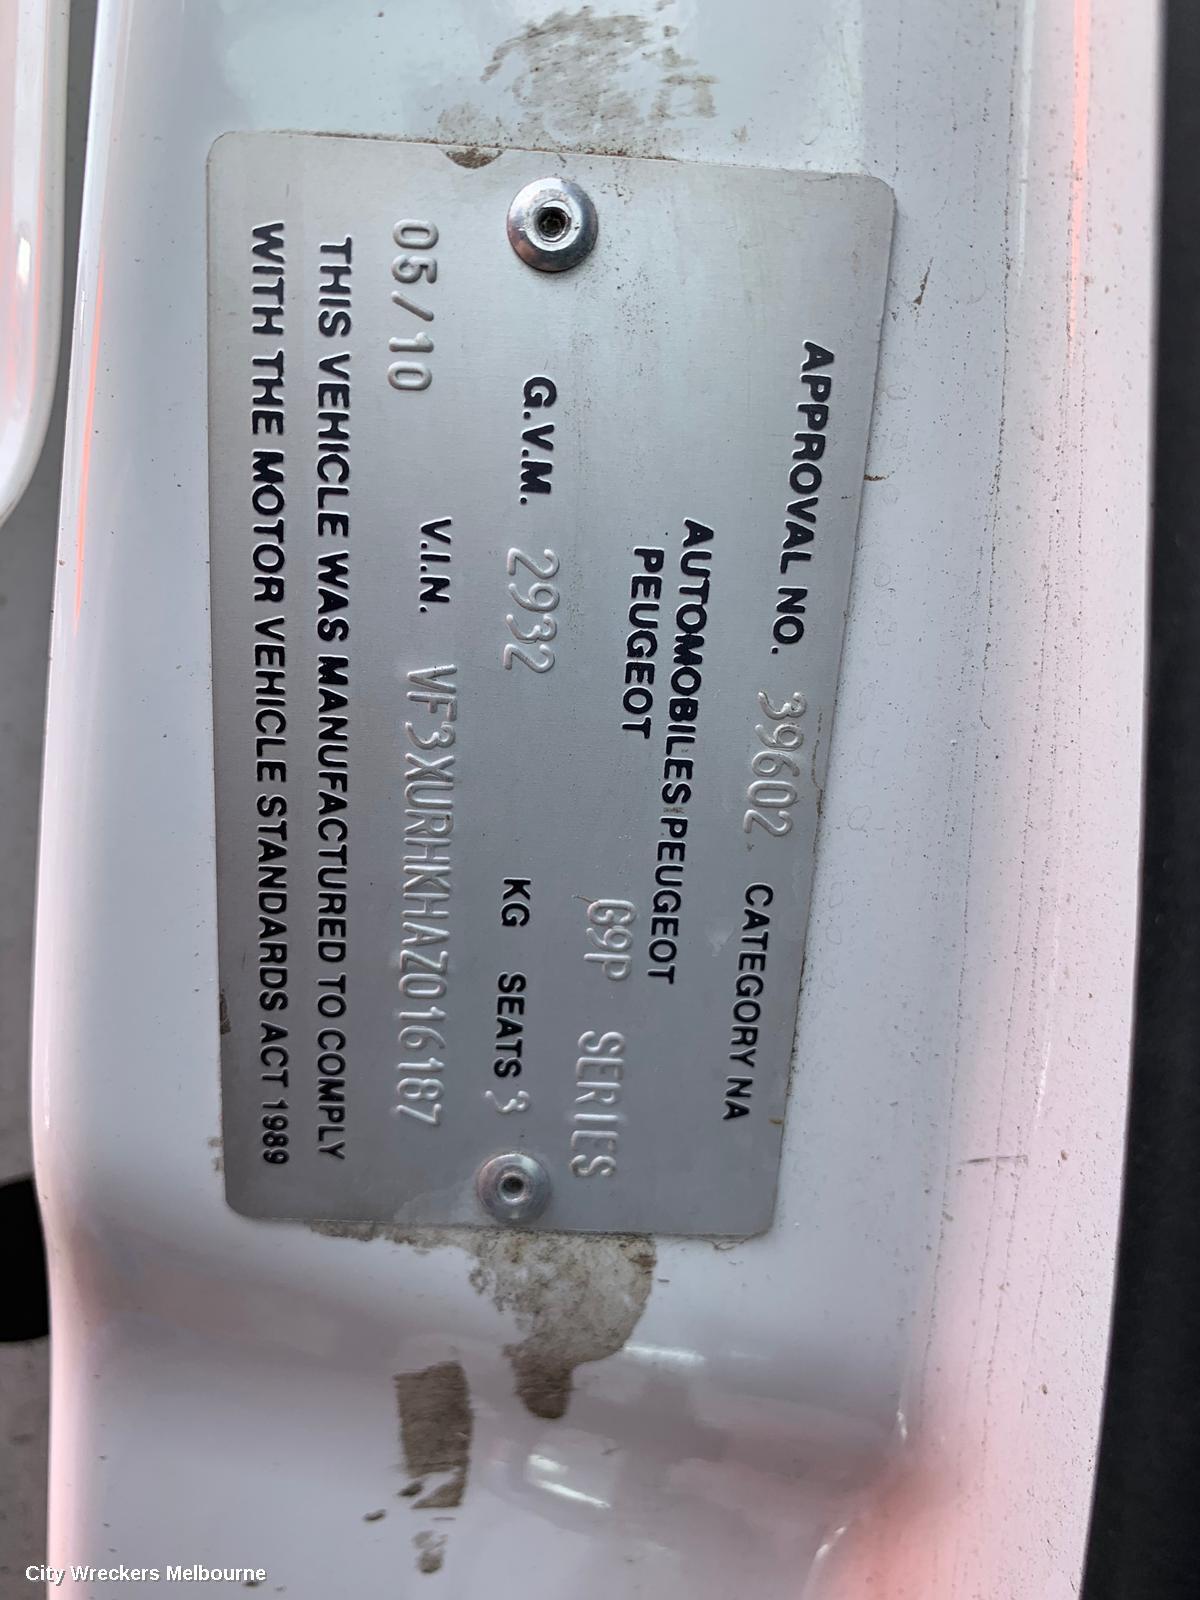 APPROVAL NO. 39602 CATEGORY NA
AUTOMOBILES PEUGEOT
PEUGEOT G9P SERIES
G.V.M. 2932 KG SEATS 3
05/10 V.I.N. VF3XURHKHAZ016187
THIS VEHICLE WAS MANUFACTURED TO COMPLY
WITH THE MOTOR VEHICLE STANDARDS ACT 1989
City Wreckers Melbourne